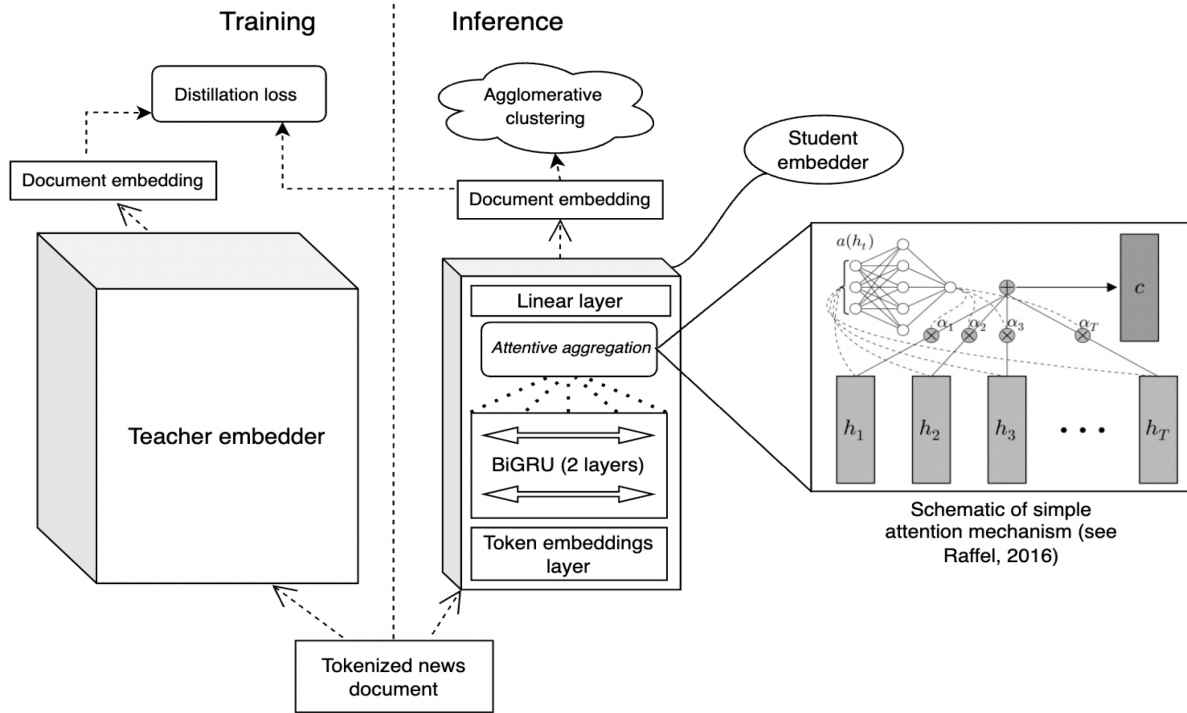 Training
Inference
Distillation loss
Agglomerative
clustering
Student
embedder
Document embedding
Document embedding
Linear layer
Attentive aggregation
BiGRU (2 layers)
Token embeddings
layer
Teacher embedder
Tokenized news
document
a(h_t)
c
α_1
α_2
α_3
α_T
h_1
h_2
h_3
• • •
h_T
Schematic of simple
attention mechanism (see
Raffel, 2016)